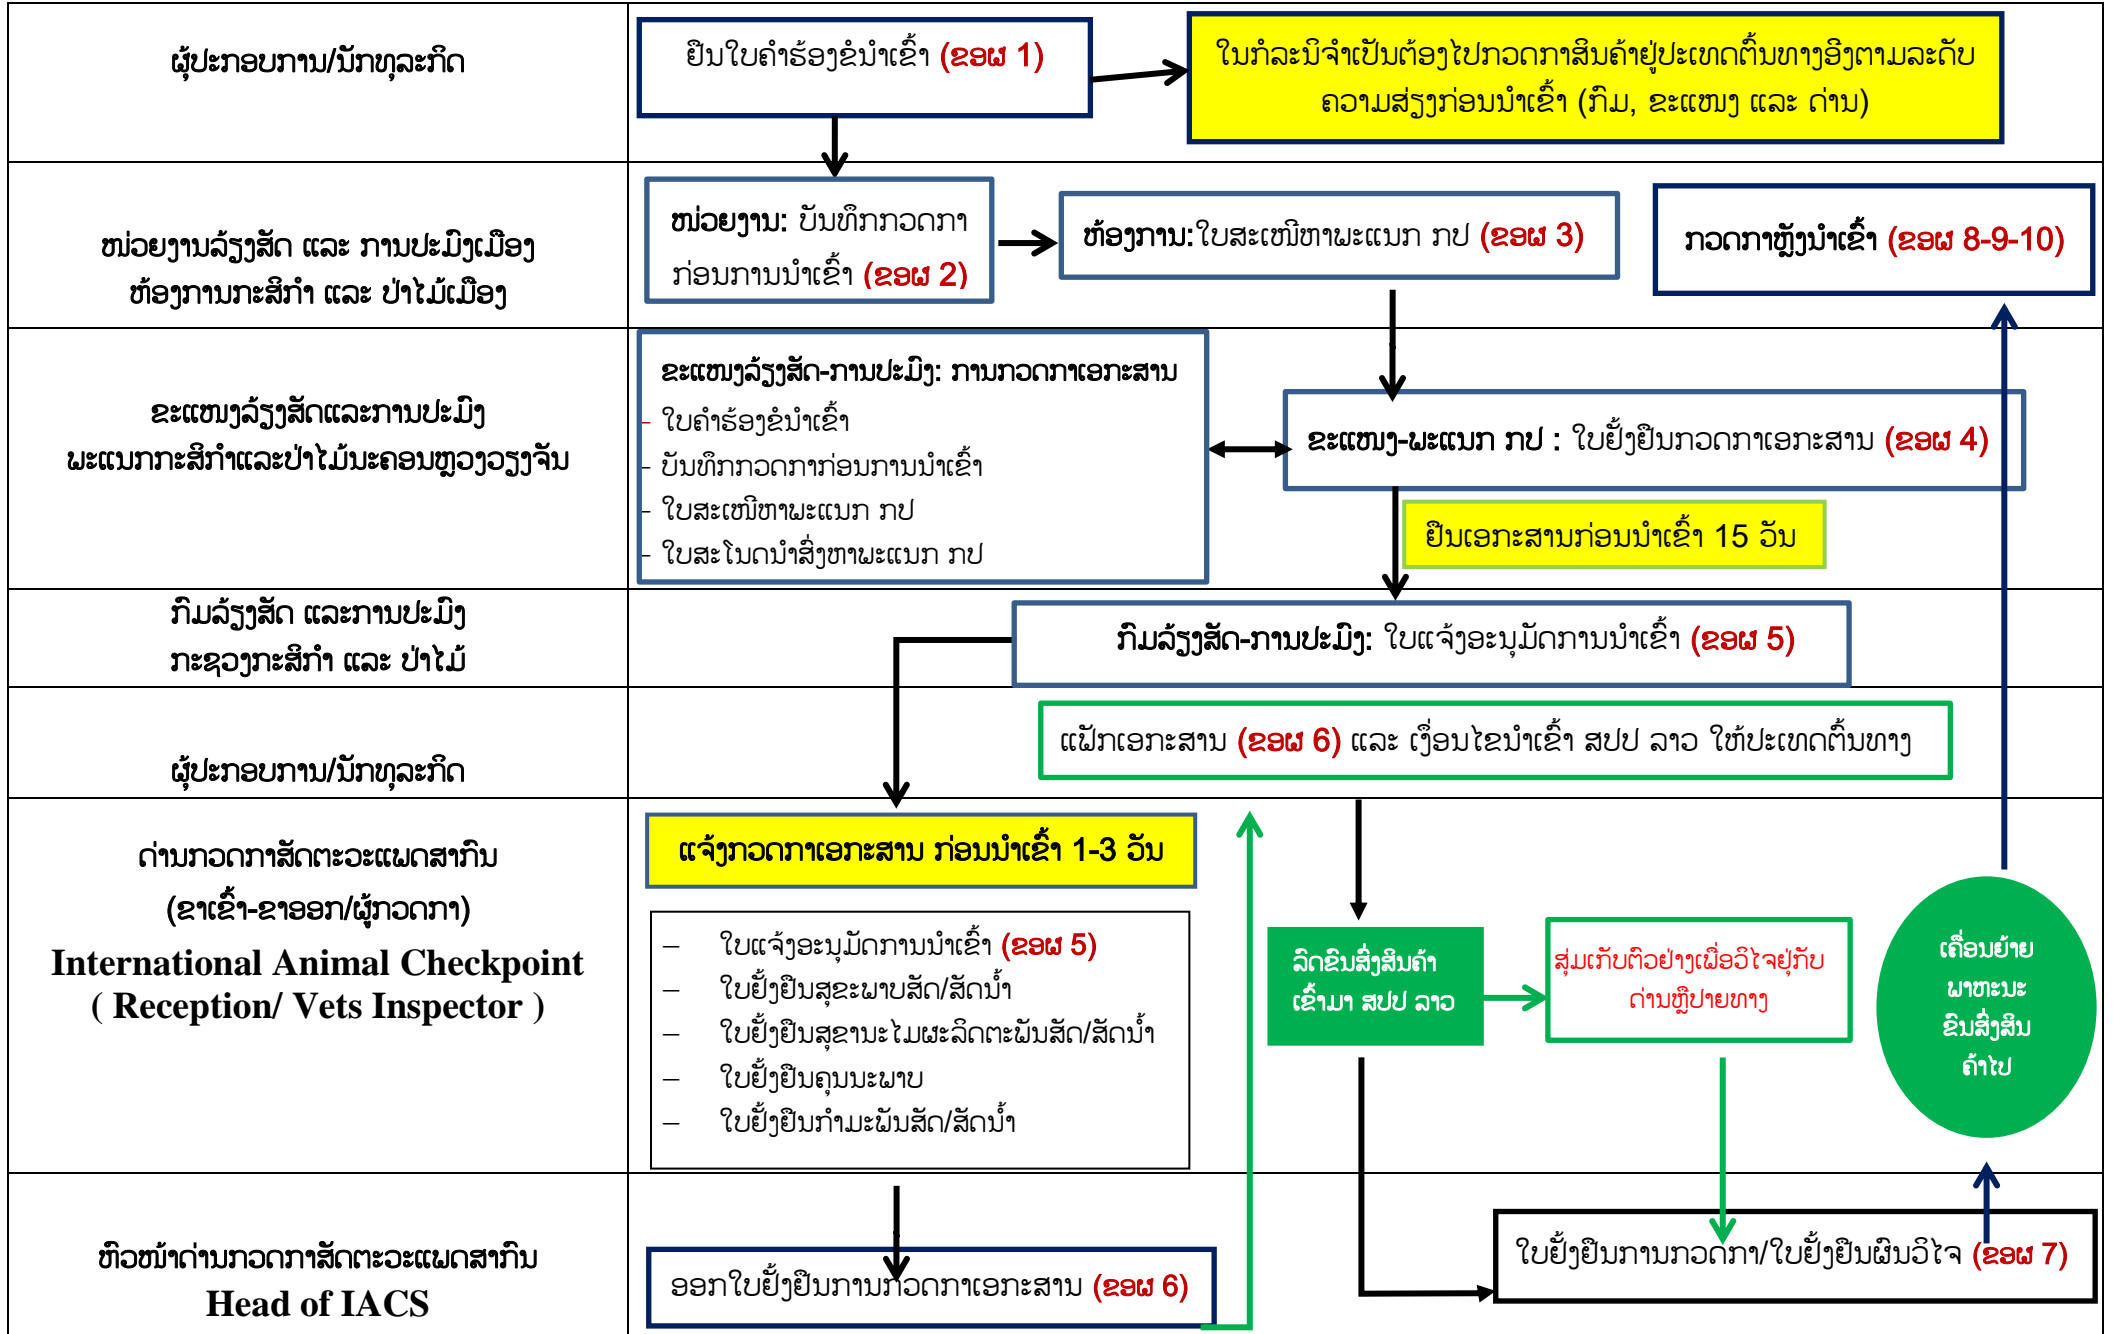 ຜູ້ປະກອບການ/ນັກທຸລະກິດ
ຢືນໃບຄຳຮ້ອງຂໍນຳເຂົ້າ (ຂອຜ 1)
ໃນກໍລະນີຈຳເປັນຕ້ອງໄປກວດກາສິນຄ້າຢູ່ປະເທດຕົ້ນທາງອີງຕາມລະດັບ
ຄວາມສ່ຽງກ່ອນນຳເຂົ້າ (ກົມ, ຂະແໜງ ແລະ ດ່ານ)
ໜ່ວຍງານລ້ຽງສັດ ແລະ ການປະມົງເມືອງ
ຫ້ອງການກະສິກຳ ແລະ ປ່າໄມ້ເມືອງ
ໜ່ວຍງານ: ບັນທຶກກວດກາ
ກ່ອນການນຳເຂົ້າ (ຂອຜ 2)
ຫ້ອງການ:ໃບສະເໜີຫາພະແນກ ກປ (ຂອຜ 3)
ກວດກາຫຼັງນຳເຂົ້າ (ຂອຜ 8-9-10)
ຂະແໜງລ້ຽງສັດແລະການປະມົງ
ພະແນກກະສິກຳແລະປ່າໄມ້ນະຄອນຫຼວງວຽງຈັນ
ຂະແໜງລ້ຽງສັດ-ການປະມົງ: ການກວດກາເອກະສານ
- ໃບຄຳຮ້ອງຂໍນຳເຂົ້າ
- ບັນທຶກກວດກາກ່ອນການນຳເຂົ້າ
- ໃບສະເໜີຫາພະແນກ ກປ
- ໃບສະໂນດນຳສົ່ງຫາພະແນກ ກປ
ຂະແໜງ-ພະແນກ ກປ : ໃບຢັ້ງຢືນກວດກາເອກະສານ (ຂອຜ 4)
ຢືນເອກະສານກ່ອນນຳເຂົ້າ 15 ວັນ
ກົມລ້ຽງສັດ ແລະການປະມົງ
ກະຊວງກະສິກຳ ແລະ ປ່າໄມ້
ກົມລ້ຽງສັດ-ການປະມົງ: ໃບແຈ້ງອະນຸມັດການນຳເຂົ້າ (ຂອຜ 5)
ຜູ້ປະກອບການ/ນັກທຸລະກິດ
ແຟັກເອກະສານ (ຂອຜ 6) ແລະ ເງື່ອນໄຂນຳເຂົ້າ ສປປ ລາວ ໃຫ້ປະເທດຕົ້ນທາງ
ດ່ານກວດກາສັດຕະວະແພດສາກົນ
(ຂາເຂົ້າ-ຂາອອກ/ຜູ້ກວດກາ)
International Animal Checkpoint
( Reception/ Vets Inspector )
ແຈ້ງກວດກາເອກະສານ ກ່ອນນຳເຂົ້າ 1-3 ວັນ
– ໃບແຈ້ງອະນຸມັດການນຳເຂົ້າ (ຂອຜ 5)
– ໃບຢັ້ງຢືນສຸຂະພາບສັດ/ສັດນ້ຳ
– ໃບຢັ້ງຢືນສຸຂານະໄມຜະລິດຕະພັນສັດ/ສັດນ້ຳ
– ໃບຢັ້ງຢືນຄຸນນະພາບ
– ໃບຢັ້ງຢືນກຳມະພັນສັດ/ສັດນ້ຳ
ລົດຂົນສົ່ງສິນຄ້າ
ເຂົ້າມາ ສປປ ລາວ
ສຸ່ມເກັບຕົວຢ່າງເພື່ອວິໄຈຢຸ່ກັບ
ດ່ານຫຼືປາຍທາງ
ເຄື່ອນຍ້າຍ
ພາຫະນະ
ຂົນສົ່ງສິນ
ຄ້າໄປ
ຫົວໜ້າດ່ານກວດກາສັດຕະວະແພດສາກົນ
Head of IACS
ອອກໃບຢັ້ງຢືນການກວດກາເອກະສານ (ຂອຜ 6)
ໃບຢັ້ງຢືນການກວດກາ/ໃບຢັ້ງຢືນຜົນວິໄຈ (ຂອຜ 7)